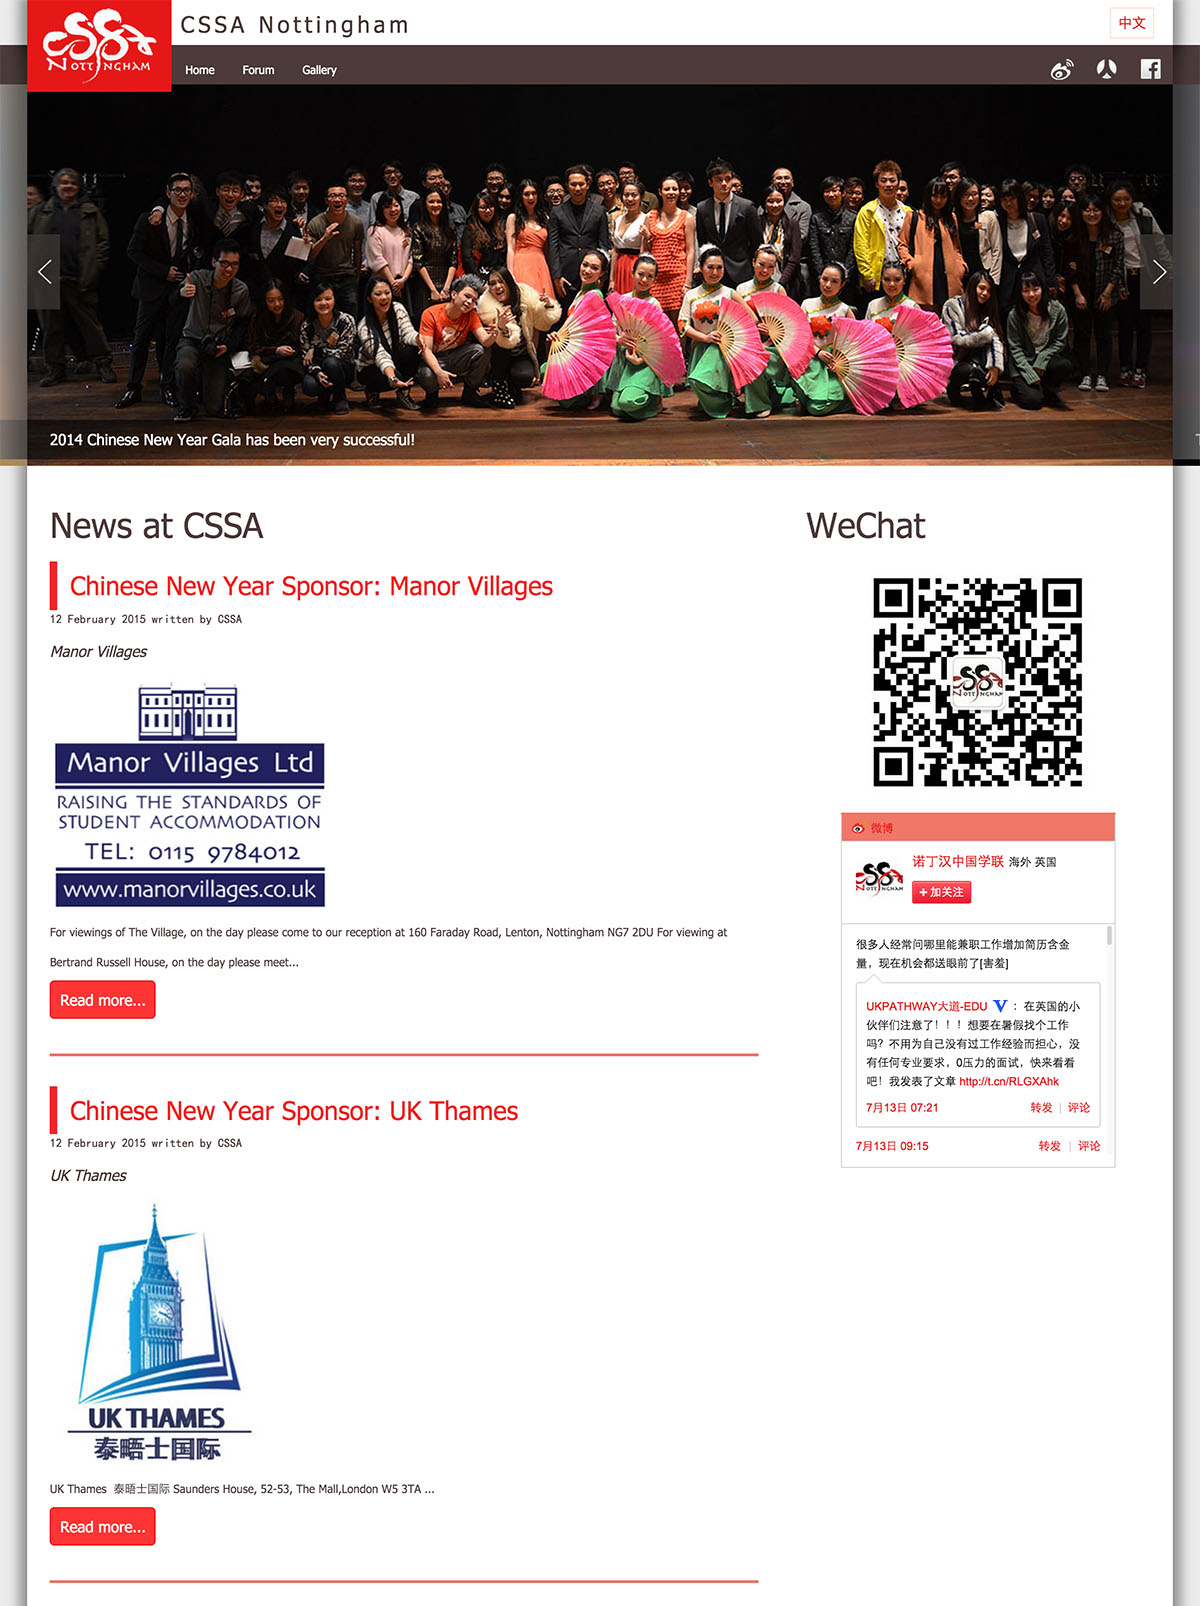 CSSA
NOTTINGHAM
CSSA Nottingham
中文
Home
Forum
Gallery
2014 Chinese New Year Gala has been very successful!
News at CSSA
Chinese New Year Sponsor: Manor Villages
12 February 2015 written by CSSA
Manor Villages
Manor Villages Ltd
RAISING THE STANDARDS OF
STUDENT ACCOMMODATION
TEL: 0115 9784012
www.manorvillages.co.uk
For viewings of The Village, on the day please come to our reception at 160 Faraday Road, Lenton, Nottingham NG7 2DU For viewing at
Bertrand Russell House, on the day please meet...
Read more...
Chinese New Year Sponsor: UK Thames
12 February 2015 written by CSSA
UK Thames
UK THAMES
泰晤士国际
UK Thames 泰晤士国际 Saunders House, 52-53, The Mall,London W5 3TA ...
Read more...
WeChat
CSSA
NOTTINGHAM
微博
CSSA
NOTTINGHAM
诺丁汉中国学联 海外 英国
+加关注
很多人经常问哪里能兼职工作增加简历含金
量，现在机会都送眼前了[害羞]
UKPATHWAY大道-EDU V ：在英国的小
伙伴们注意了！！！想要在暑假找个工作
吗？不用为自己没有过工作经验而担心，没
有任何专业要求，0压力的面试，快来看看
吧！我发表了文章 http://t.cn/RLGXAhk
7月13日 07:21
转发 | 评论
7月13日 09:15
转发 | 评论